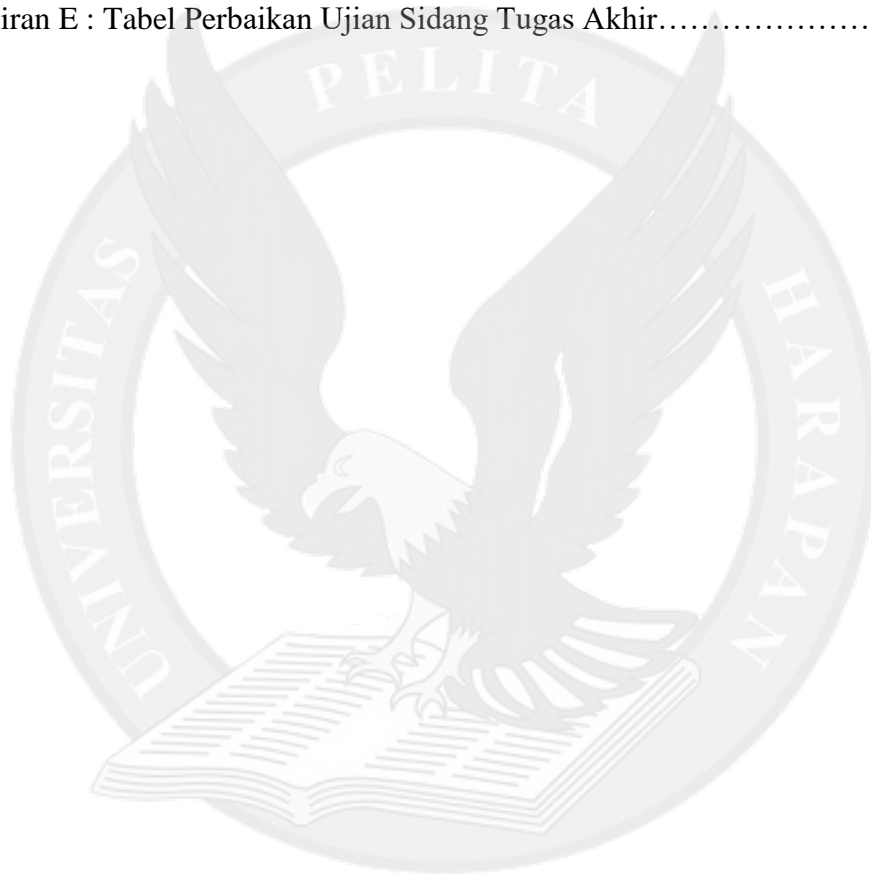 iran E : Tabel Perbaikan Ujian Sidang Tugas Akhir…………………
UNIVERSITAS PELITA HARAPAN